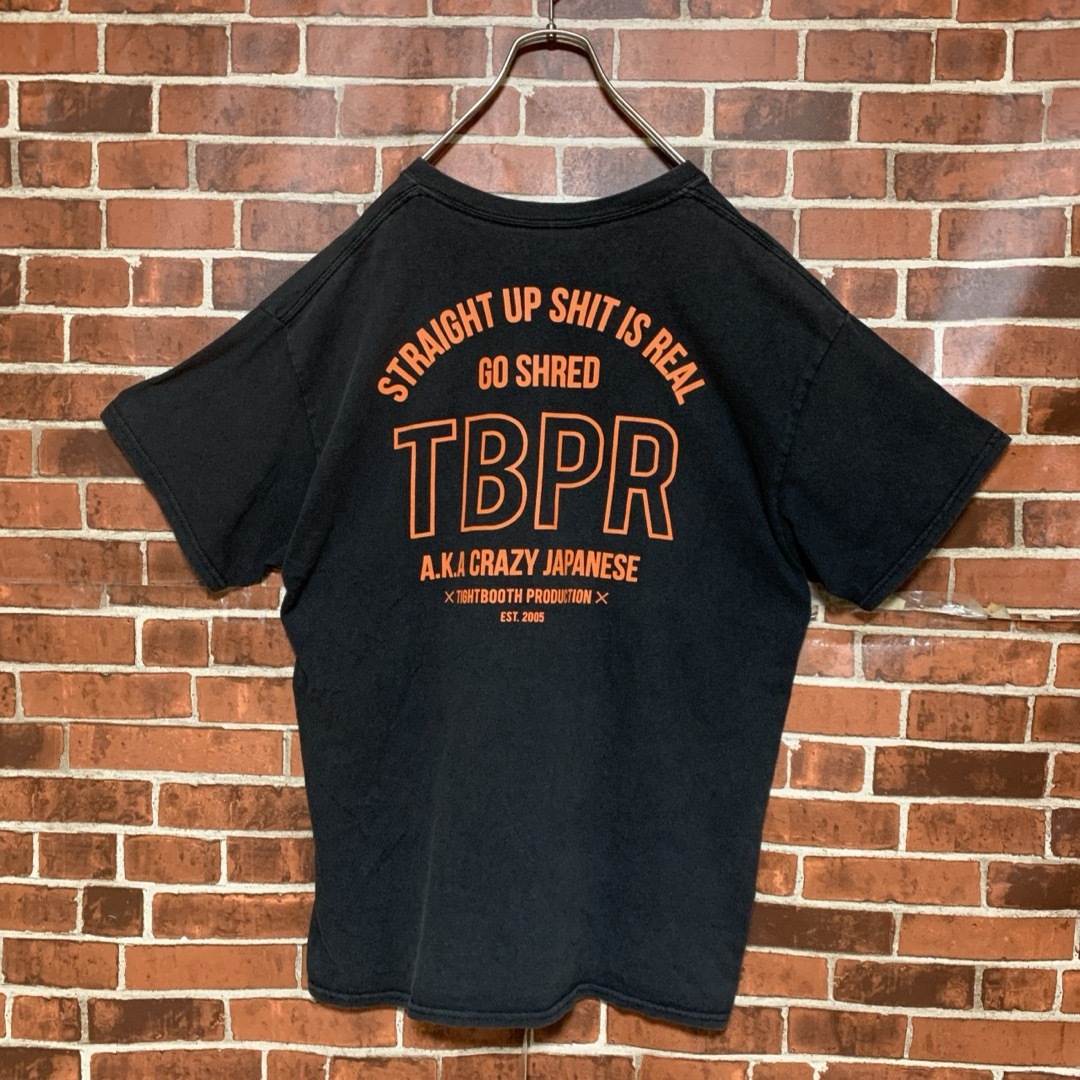 STRAIGHT UP SHIT IS REAL
GO SHRED
TBPR
A.K.A CRAZY JAPANESE
×TIGHTBOOTH PRODUCTION×
EST. 2005